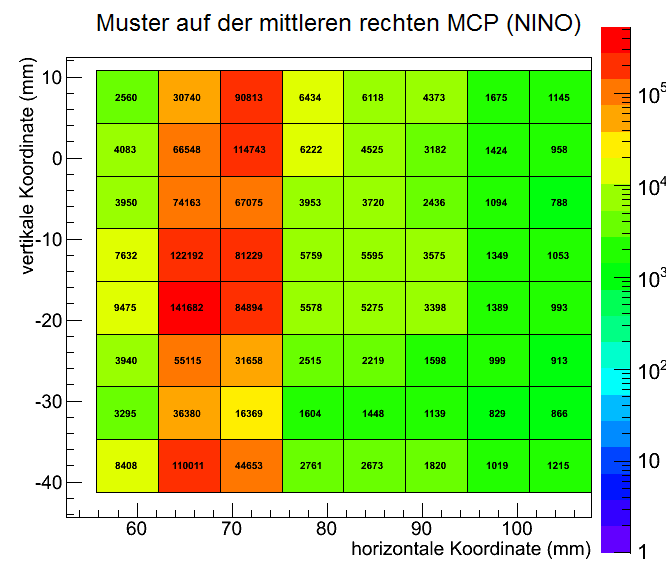 Muster auf der mittleren rechten MCP (NINO)
vertikale Koordinate (mm)
10
0
-10
-20
-30
-40
2560 30740 90813 6434 6118 4373 1675 1145
4083 66548 114743 6222 4525 3182 1424 958
3950 74163 67075 3953 3720 2436 1094 788
7632 122192 81229 5759 5595 3575 1349 1053
9475 141682 84894 5578 5275 3398 1389 993
3940 55115 31658 2515 2219 1598 999 913
3295 36380 16369 1604 1448 1139 829 866
8408 110011 44653 2761 2673 1820 1019 1215
60 70 80 90 100
horizontale Koordinate (mm)
10⁵
10⁴
10³
10²
10
1